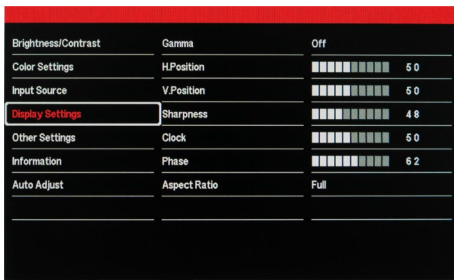 Brightness/Contrast Gamma Off
Color Settings H.Position 50
Input Source V.Position 50
Display Settings Sharpness 48
Other Settings Clock 50
Information Phase 62
Auto Adjust Aspect Ratio Full